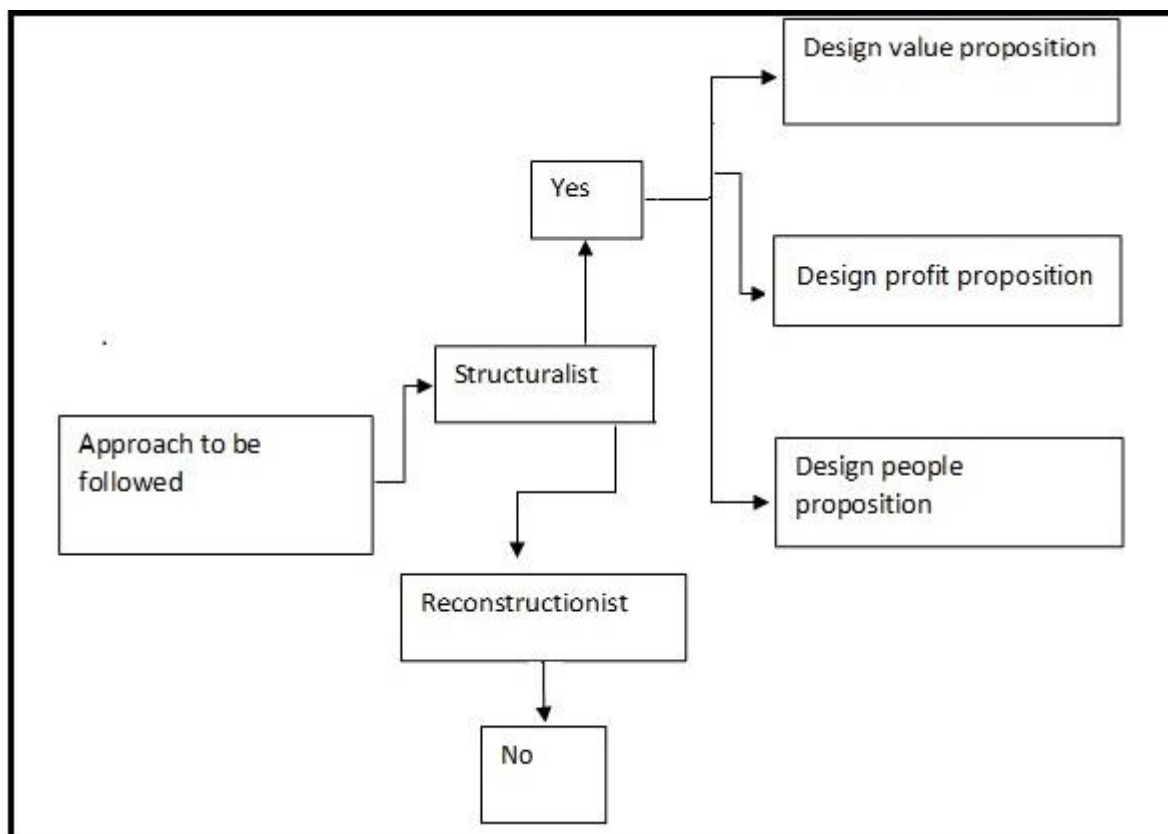 Design value proposition
Yes
Design profit proposition
Structuralist
Approach to be
followed
Design people
proposition
Reconstructionist
No